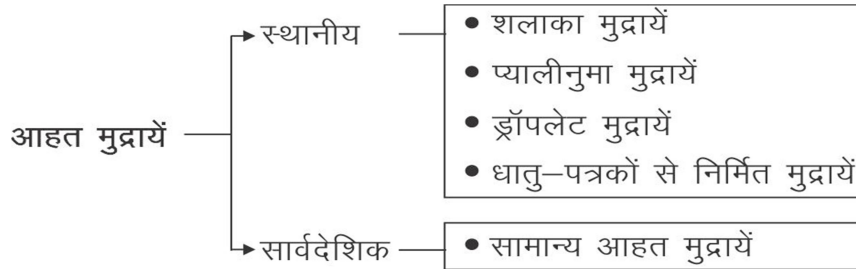 स्थानीय
• शलाका मुद्रायें
• प्यालीनुमा मुद्रायें
• ड्रॉपलेट मुद्रायें
• धातु–पत्रकों से निर्मित मुद्रायें
आहत मुद्रायें
सार्वदेशिक
• सामान्य आहत मुद्रायें